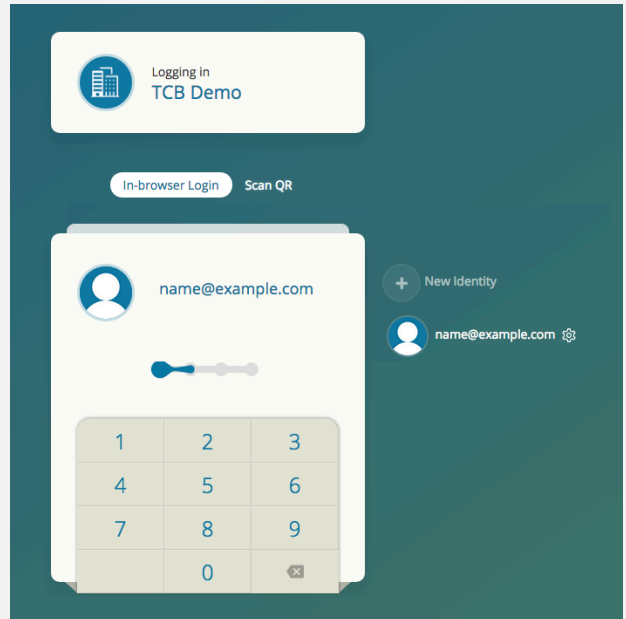 Logging in
TCB Demo
In-browser Login Scan QR
name@example.com
New Identity
name@example.com
1 2 3
4 5 6
7 8 9
0